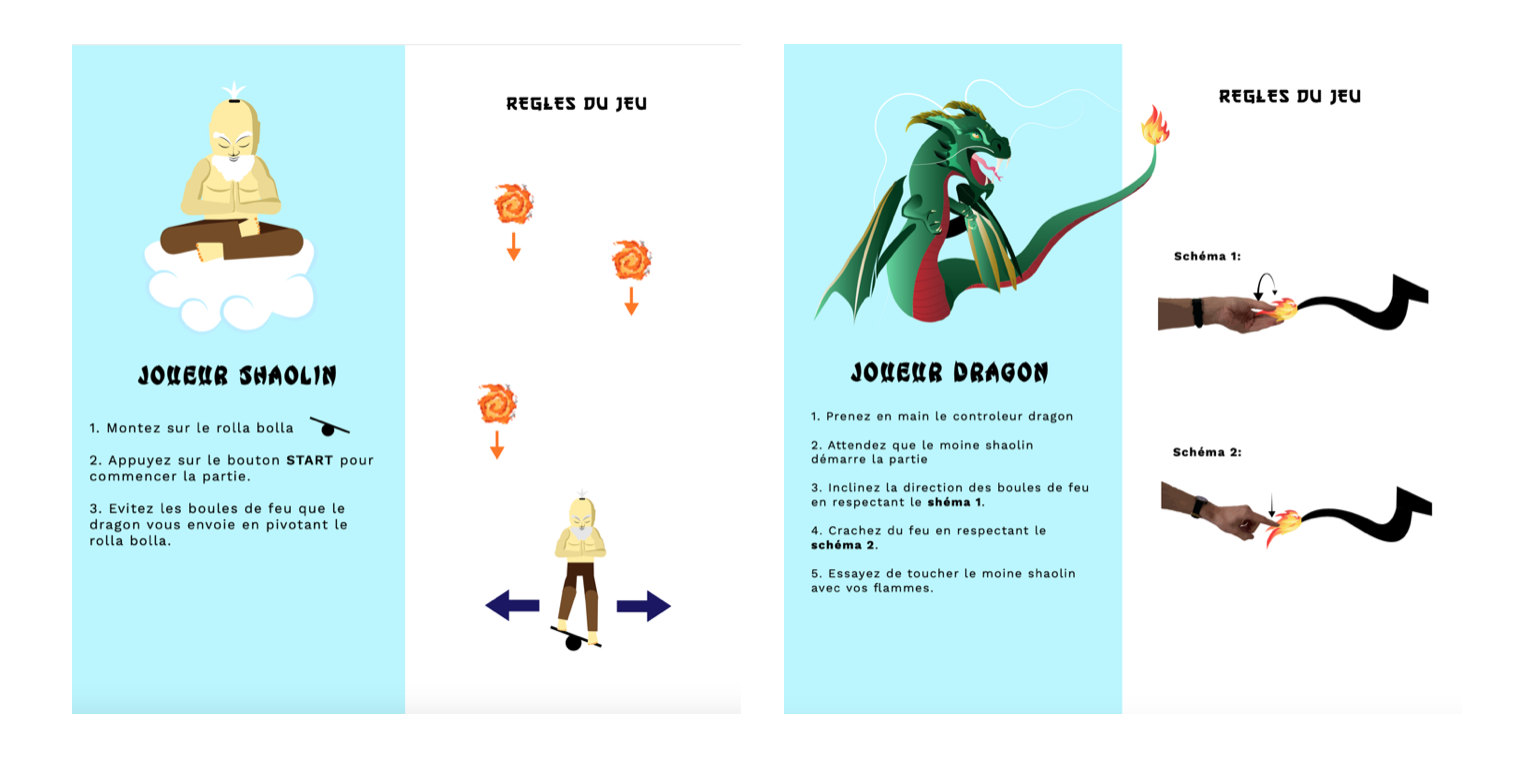 REGLES DU JEU
JOUEUR SHAOLIN
1. Montez sur le rolla bolla
2. Appuyez sur le bouton START pour
commencer la partie.
3. Evitez les boules de feu que le
dragon vous envoie en pivotant le
rolla bolla.
REGLES DU JEU
JOUEUR DRAGON
1. Prenez en main le controleur dragon
2. Attendez que le moine shaolin
démarre la partie
3. Inclinez la direction des boules de feu
en respectant le shéma 1.
4. Crachez du feu en respectant le
schéma 2.
5. Essayez de toucher le moine shaolin
avec vos flammes.
Schéma 1:
Schéma 2: